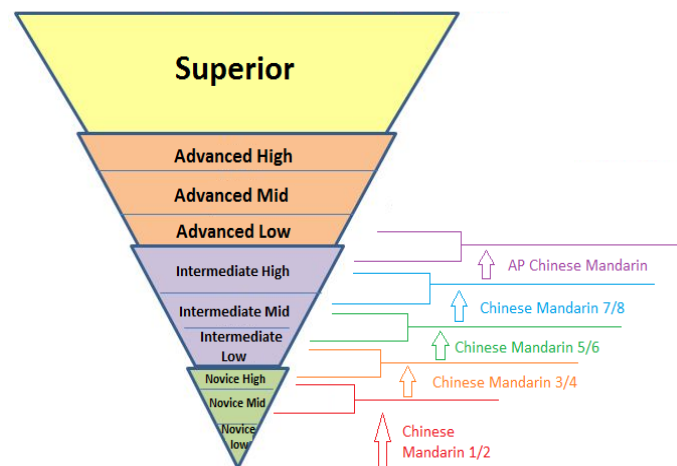 Superior
Advanced High
Advanced Mid
Advanced Low
Intermediate High
Intermediate Mid
Intermediate
Low
Novice High
Novice Mid
Novice
low
AP Chinese Mandarin
Chinese Mandarin 7/8
Chinese Mandarin 5/6
Chinese Mandarin 3/4
Chinese
Mandarin 1/2